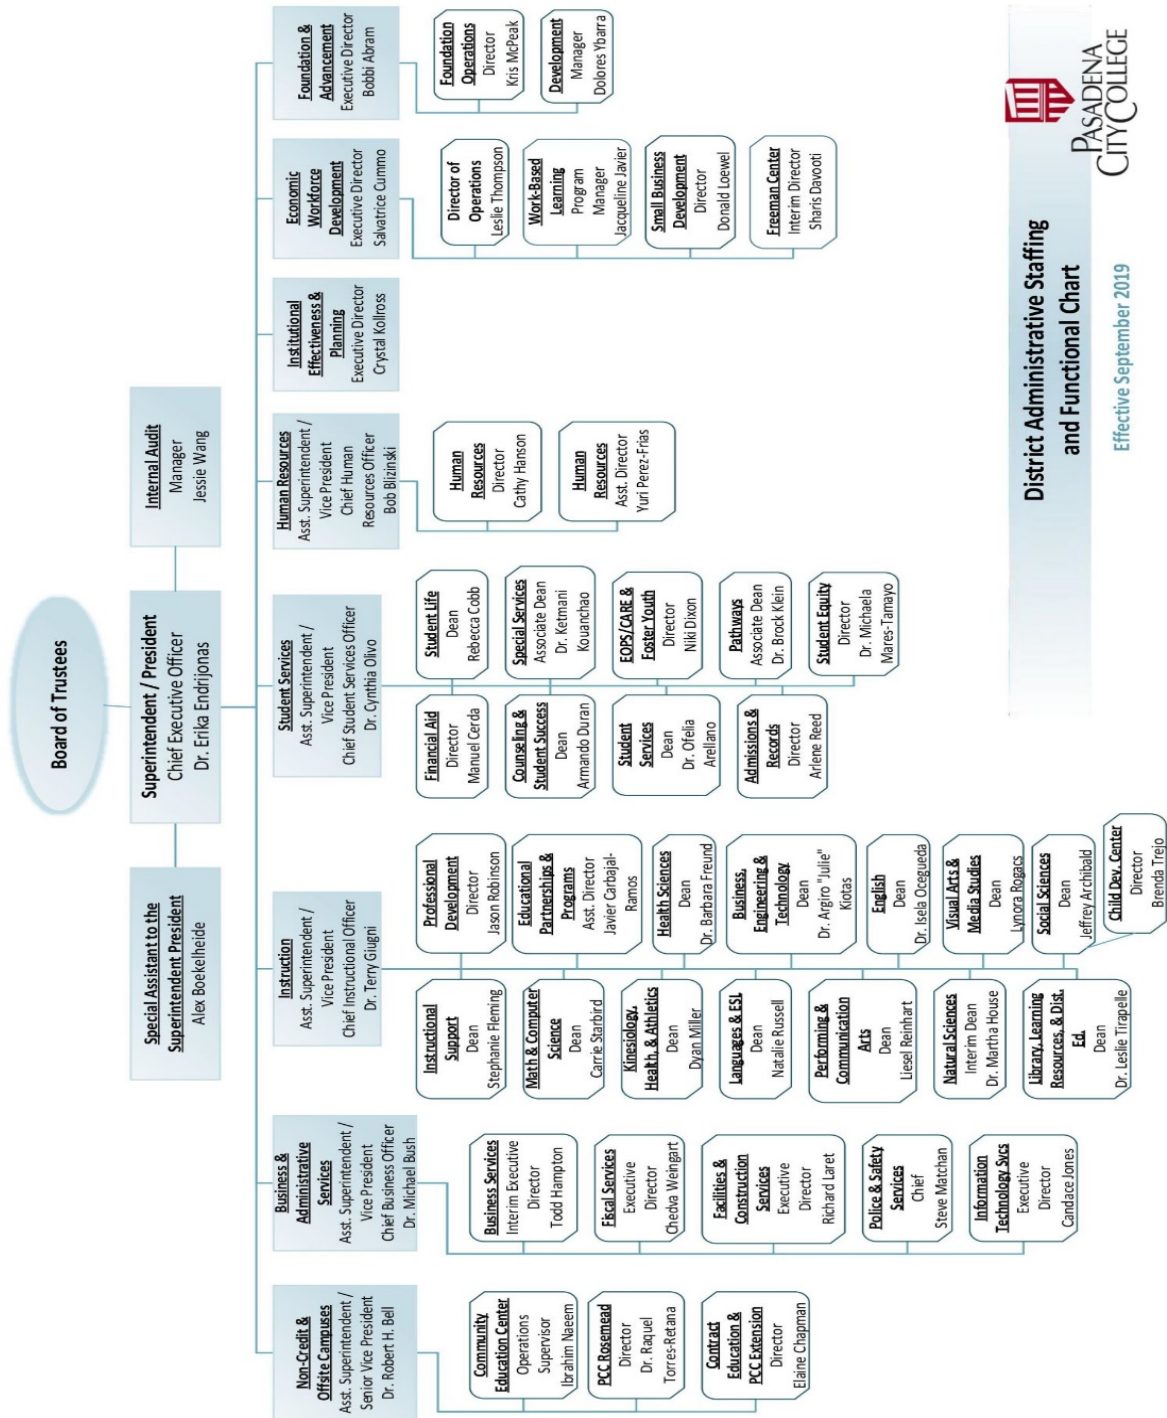 Board of Trustees
Special Assistant to the
Superintendent President
Alex Boekelheide
Superintendent / President
Chief Executive Officer
Dr. Erika Endrijonas
Internal Audit
Manager
Jessie Wang
Non-Credit &
Offsite Campuses
Asst. Superintendent /
Senior Vice President
Dr. Robert H. Bell
Community
Education Center
Operations
Supervisor
Ibrahim Naeem
PCC Rosemead
Director
Dr. Raquel
Torres-Retana
Contract
Education &
PCC Extension
Director
Elaine Chapman
Business &
Administrative
Services
Asst. Superintendent /
Vice President
Chief Business Officer
Dr. Michael Bush
Business Services
Interim Executive
Director
Todd Hampton
Fiscal Services
Executive
Director
Chedva Weingart
Facilities &
Construction
Services
Executive
Director
Richard Laret
Police & Safety
Services
Chief
Steve Matchan
Information
Technology Svcs
Executive
Director
Candace Jones
Instruction
Asst. Superintendent /
Vice President
Chief Instructional Officer
Dr. Terry Giugni
Instructional
Support
Dean
Stephanie Fleming
Math & Computer
Science
Dean
Carrie Starbird
Kinesiology,
Health, & Athletics
Dean
Dyan Miller
Languages & ESL
Dean
Natalie Russell
Performing &
Communication
Arts
Dean
Liesel Reinhart
Natural Sciences
Interim Dean
Dr. Martha House
Library, Learning
Resources, & Dist.
Ed.
Dean
Dr. Leslie Tirapelle
Professional
Development
Director
Jason Robinson
Educational
Partnerships &
Programs
Asst. Director
Javier Carbajal-
Ramos
Health Sciences
Dean
Dr. Barbara Freund
Business,
Engineering &
Technology
Dean
Dr. Argiro "Julie"
Kiotas
English
Dean
Dr. Isela Ocegueda
Visual Arts &
Media Studies
Dean
Lynora Rogacs
Social Sciences
Dean
Jeffrey Archibald
Child Dev. Center
Director
Brenda Trejo
Student Services
Asst. Superintendent /
Vice President
Chief Student Services Officer
Dr. Cynthia Olivo
Financial Aid
Director
Manuel Cerda
Counseling &
Student Success
Dean
Armando Duran
Student
Services
Dean
Dr. Ofelia
Arellano
Admissions &
Records
Director
Arlene Reed
Student Life
Dean
Rebecca Cobb
Special Services
Associate Dean
Dr. Ketmani
Kouanchao
EOPS/CARE &
Foster Youth
Director
Niki Dixon
Pathways
Associate Dean
Dr. Brock Klein
Student Equity
Director
Dr. Michaela
Mares-Tamayo
Human Resources
Asst. Superintendent /
Vice President
Chief Human
Resources Officer
Bob Blizinski
Human
Resources
Director
Cathy Hanson
Human
Resources
Asst. Director
Yuri Perez-Frias
Institutional
Effectiveness &
Planning
Executive Director
Crystal Kollross
Economic
Workforce
Development
Executive Director
Salvatrice Cummo
Director of
Operations
Leslie Thompson
Work-Based
Learning
Program
Manager
Jacqueline Javier
Small Business
Development
Director
Donald Loewel
Freeman Center
Interim Director
Sharis Davooti
Foundation &
Advancement
Executive Director
Bobbi Abram
Foundation
Operations
Director
Kris McPeak
Development
Manager
Dolores Ybarra
District Administrative Staffing
and Functional Chart
Effective September 2019
PASADENA
CITY COLLEGE